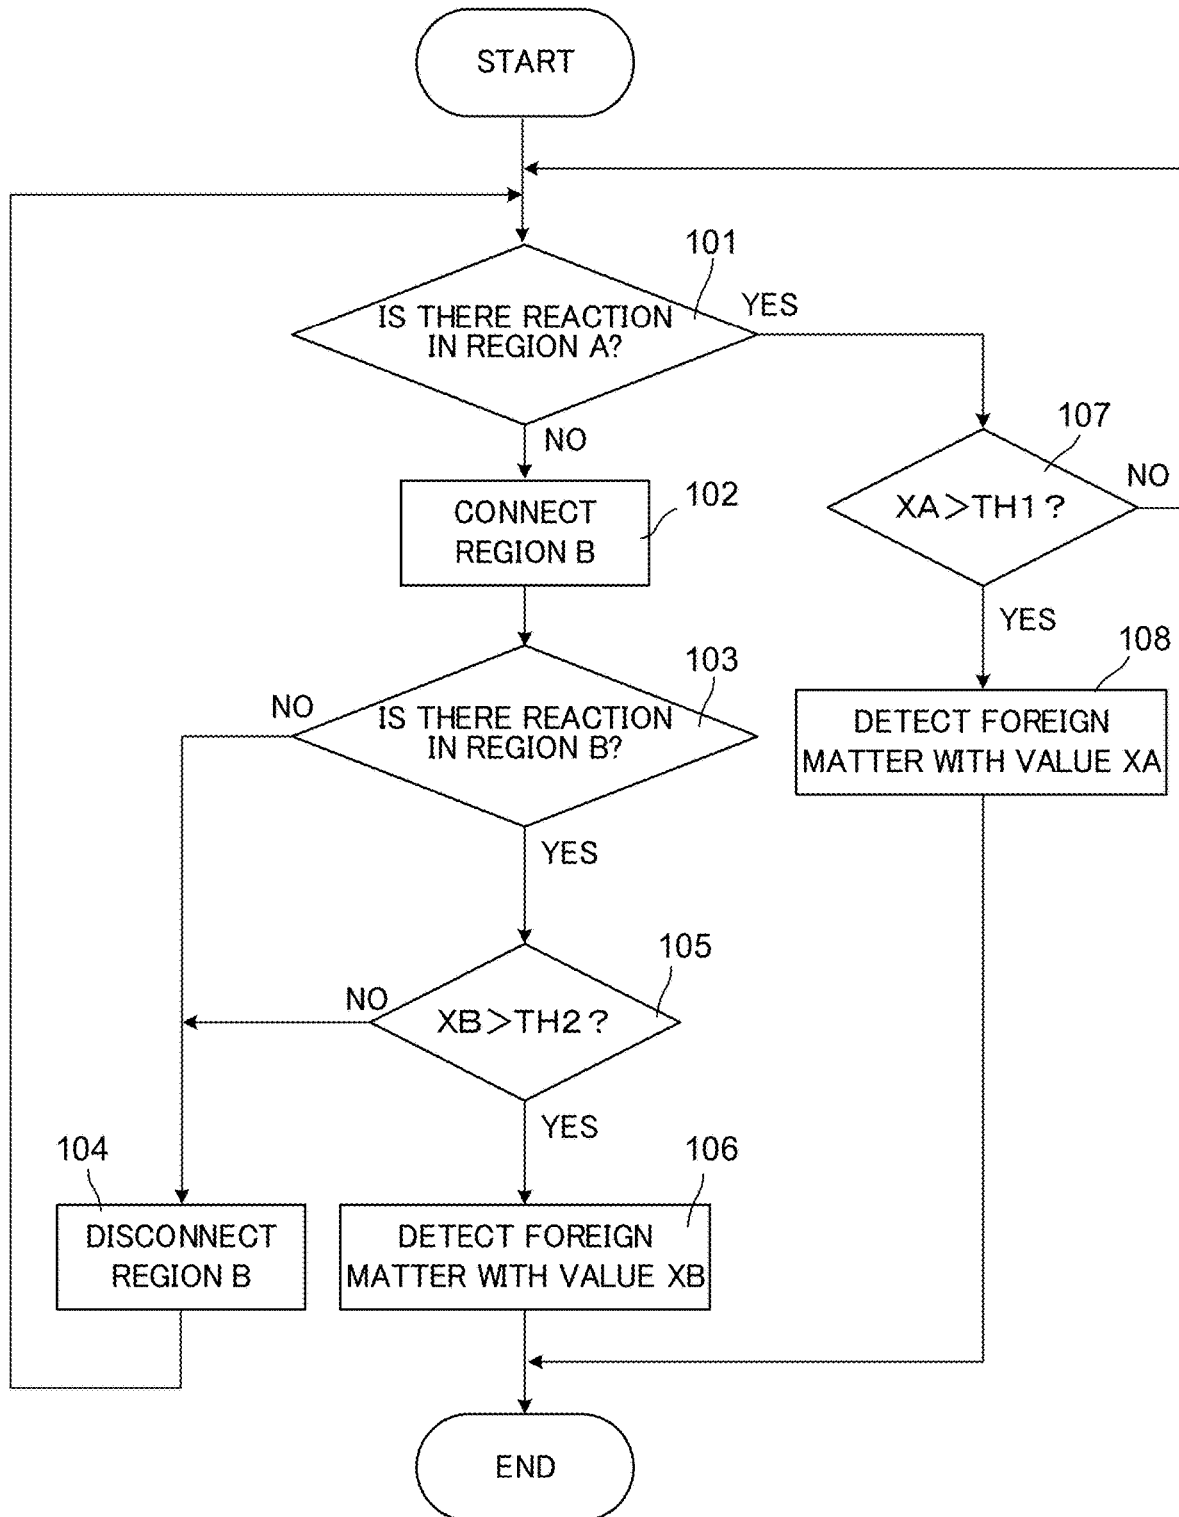 START
101
IS THERE REACTION
IN REGION A?
YES
NO
107
XA>TH1?
NO
YES
102
CONNECT
REGION B
108
DETECT FOREIGN
MATTER WITH VALUE XA
103
IS THERE REACTION
IN REGION B?
NO
YES
105
XB>TH2?
NO
YES
104
DISCONNECT
REGION B
106
DETECT FOREIGN
MATTER WITH VALUE XB
END